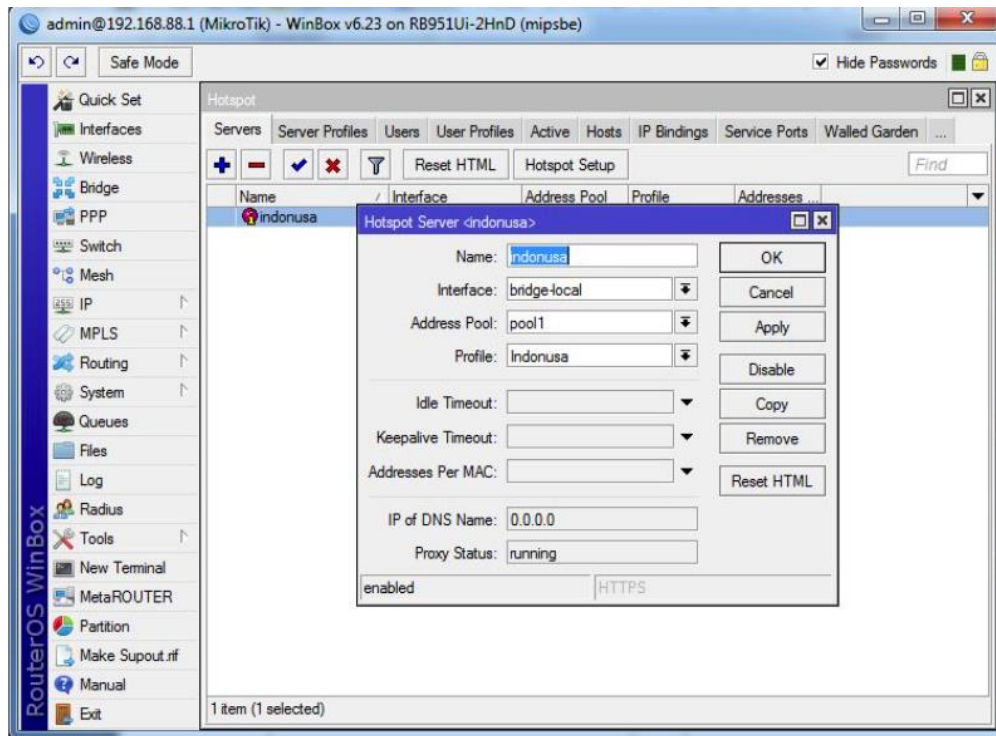 admin@192.168.88.1 (MikroTik) - WinBox v6.23 on RB951Ui-2HnD (mipsbe)
Safe Mode
Hide Passwords
RouterOS WinBox
Quick Set
Interfaces
Wireless
Bridge
PPP
Switch
Mesh
IP
MPLS
Routing
System
Queues
Files
Log
Radius
Tools
New Terminal
MetaROUTER
Partition
Make Supout.rif
Manual
Exit
Hotspot
Servers Server Profiles Users User Profiles Active Hosts IP Bindings Service Ports Walled Garden ...
Reset HTML Hotspot Setup Find
Name / Interface Address Pool Profile Addresses ...
indonusa
Hotspot Server <indonusa>
Name: indonusa
Interface: bridge-local
Address Pool: pool1
Profile: Indonusa
Idle Timeout:
Keepalive Timeout:
Addresses Per MAC:
IP of DNS Name: 0.0.0.0
Proxy Status: running
enabled HTTPS
OK
Cancel
Apply
Disable
Copy
Remove
Reset HTML
1 item (1 selected)